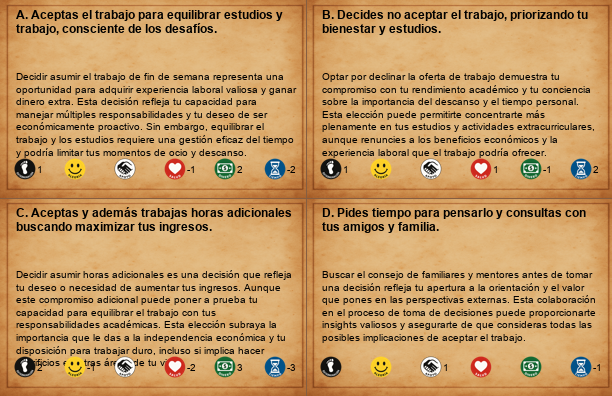 A. Aceptas el trabajo para equilibrar estudios y
trabajo, consciente de los desafíos.
Decidir asumir el trabajo de fin de semana representa una
oportunidad para adquirir experiencia laboral valiosa y ganar
dinero extra. Esta decisión refleja tu capacidad para
manejar múltiples responsabilidades y tu deseo de ser
económicamente proactivo. Sin embargo, equilibrar el
trabajo y los estudios requiere una gestión eficaz del tiempo
y podría limitar tus momentos de ocio y descanso.
1 -1 2 -2
B. Decides no aceptar el trabajo, priorizando tu
bienestar y estudios.
Optar por declinar la oferta de trabajo demuestra tu
compromiso con tu rendimiento académico y tu conciencia
sobre la importancia del descanso y el tiempo personal.
Esta elección puede permitirte concentrarte más
plenamente en tus estudios y actividades extracurriculares,
aunque renuncies a los beneficios económicos y la
experiencia laboral que el trabajo podría ofrecer.
1 1 -1 2
C. Aceptas y además trabajas horas adicionales
buscando maximizar tus ingresos.
Decidir asumir horas adicionales es una decisión que refleja
tu deseo o necesidad de aumentar tus ingresos. Aunque
este compromiso adicional puede poner a prueba tu
capacidad para equilibrar el trabajo con tus
responsabilidades académicas. Esta elección subraya la
importancia que le das a la independencia económica y tu
disposición para trabajar duro, incluso si implica hacer
de tu
2 -1 -2 3 -3
D. Pides tiempo para pensarlo y consultas con
tus amigos y familia.
Buscar el consejo de familiares y mentores antes de tomar
una decisión refleja tu apertura a la orientación y el valor
que pones en las perspectivas externas. Esta colaboración
en el proceso de toma de decisiones puede proporcionarte
insights valiosos y asegurarte de que consideras todas las
posibles implicaciones de aceptar el trabajo.
1 -1